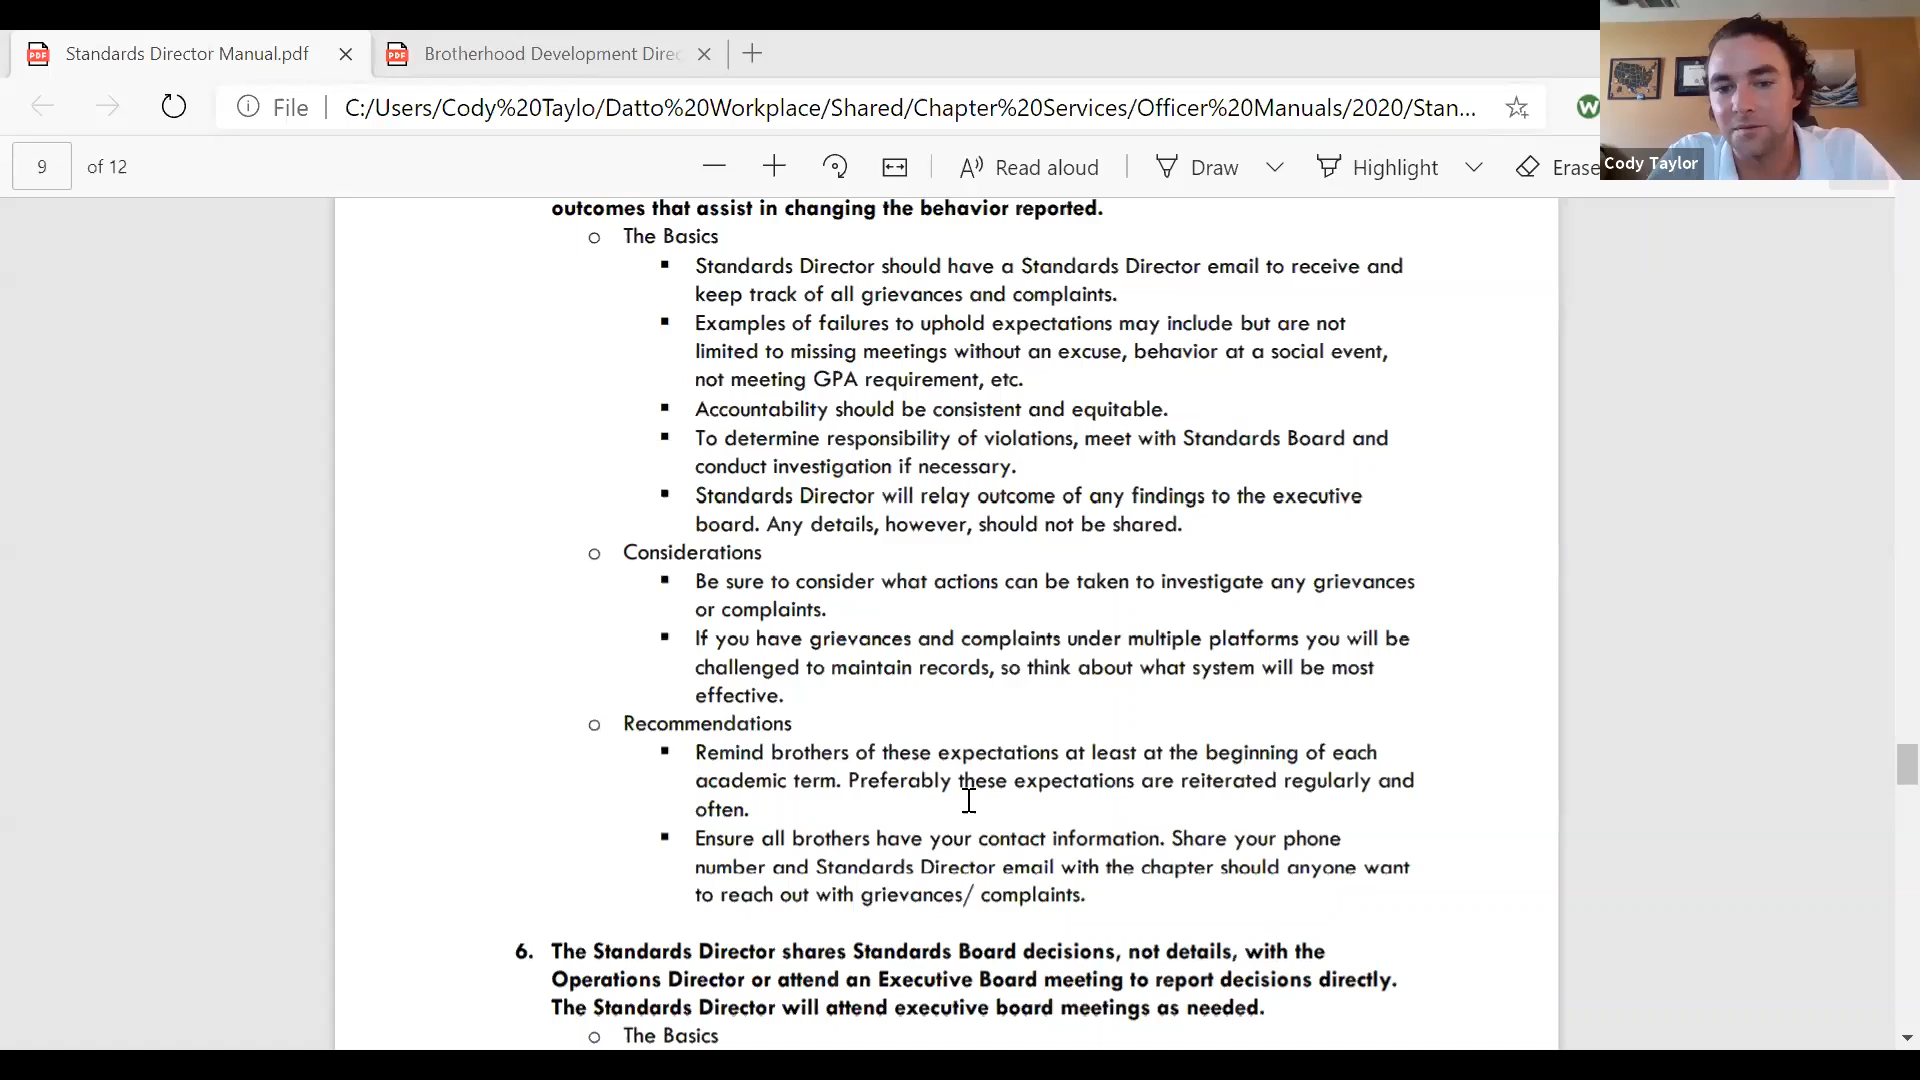 Standards Director Manual.pdf
Brotherhood Development Direc
File
C:/Users/Cody%20Taylo/Datto%20Workplace/Shared/Chapter%20Services/Officer%20Manuals/2020/Stan...
9 of 12
Read aloud
Draw
Highlight
Erase
Cody Taylor
outcomes that assist in changing the behavior reported.
o The Basics
▪ Standards Director should have a Standards Director email to receive and
keep track of all grievances and complaints.
▪ Examples of failures to uphold expectations may include but are not
limited to missing meetings without an excuse, behavior at a social event,
not meeting GPA requirement, etc.
▪ Accountability should be consistent and equitable.
▪ To determine responsibility of violations, meet with Standards Board and
conduct investigation if necessary.
▪ Standards Director will relay outcome of any findings to the executive
board. Any details, however, should not be shared.
o Considerations
▪ Be sure to consider what actions can be taken to investigate any grievances
or complaints.
▪ If you have grievances and complaints under multiple platforms you will be
challenged to maintain records, so think about what system will be most
effective.
o Recommendations
▪ Remind brothers of these expectations at least at the beginning of each
academic term. Preferably these expectations are reiterated regularly and
often.
▪ Ensure all brothers have your contact information. Share your phone
number and Standards Director email with the chapter should anyone want
to reach out with grievances/ complaints.
6. The Standards Director shares Standards Board decisions, not details, with the
Operations Director or attend an Executive Board meeting to report decisions directly.
The Standards Director will attend executive board meetings as needed.
o The Basics